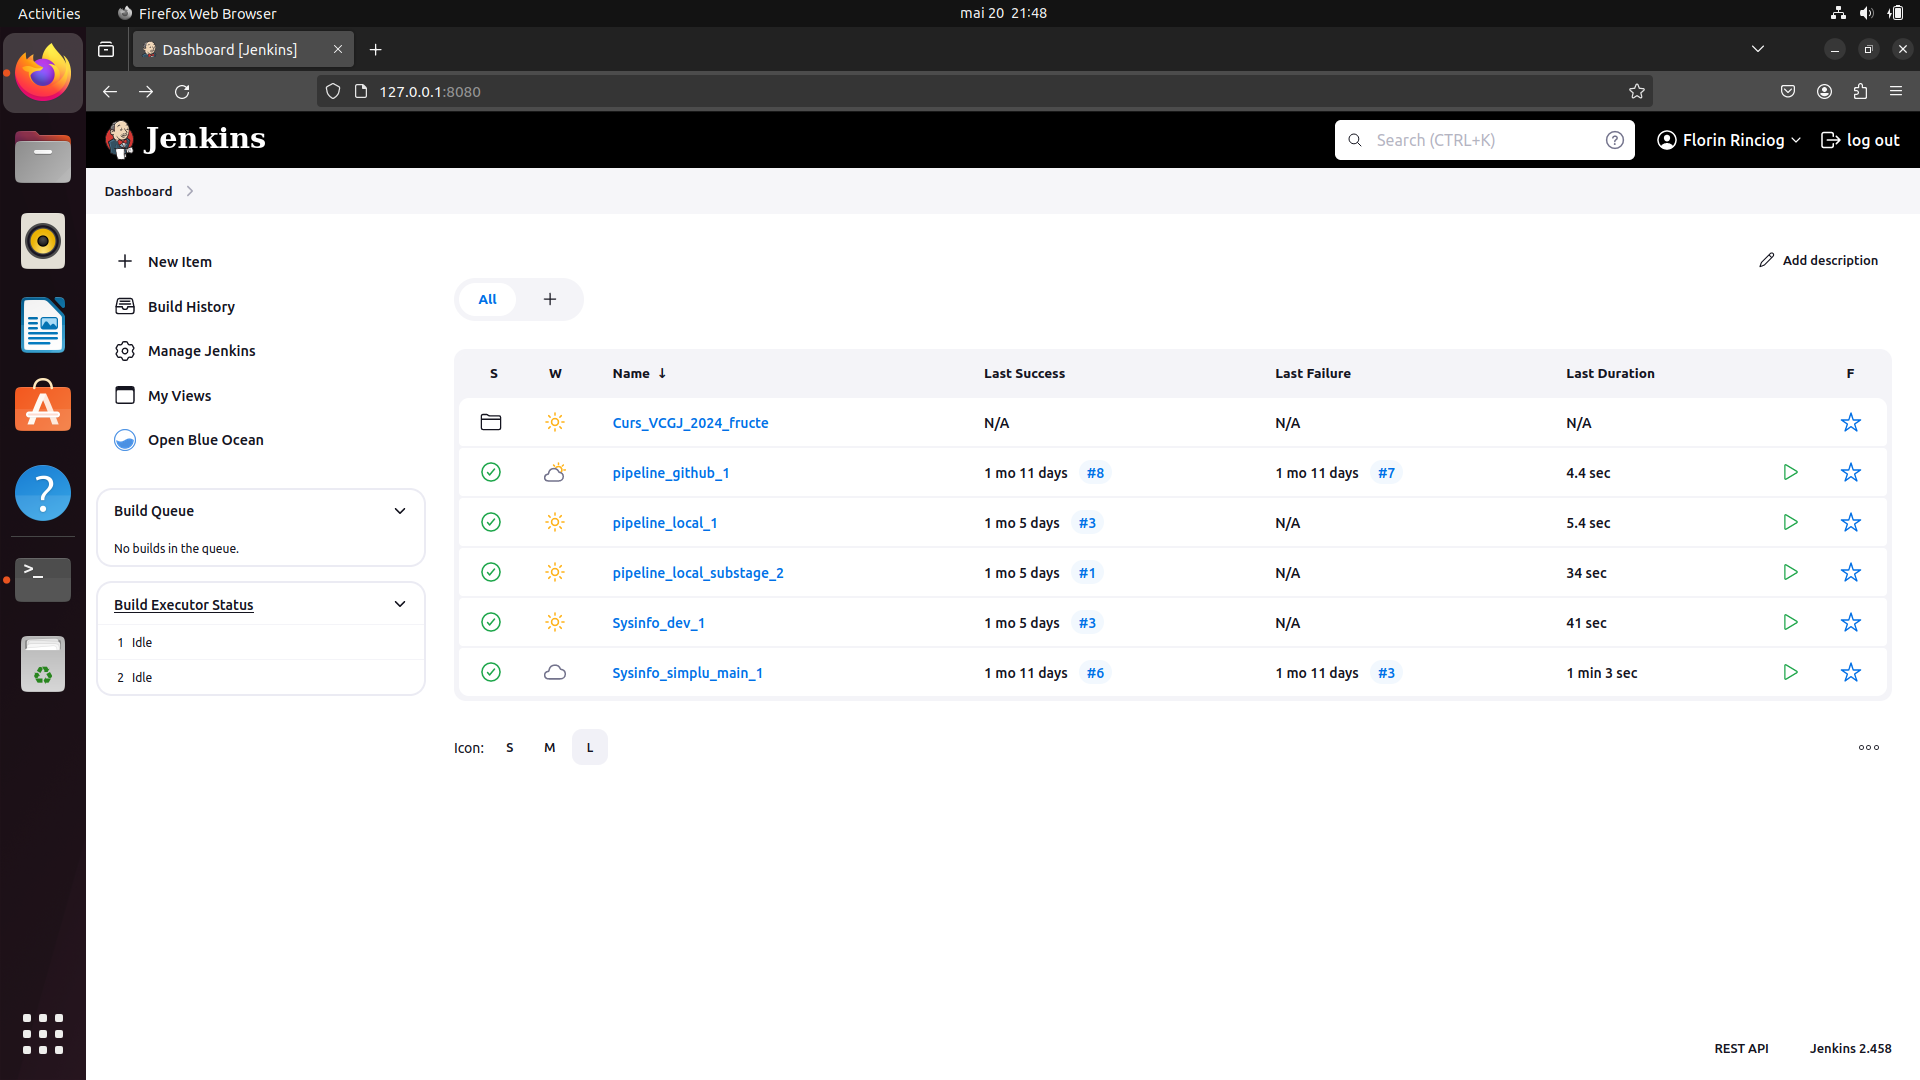 Activities Firefox Web Browser mai 20 21:48
Dashboard [Jenkins]
127.0.0.1:8080
Jenkins Search (CTRL+K) Florin Rinciog log out
Dashboard
New Item
Build History
Manage Jenkins
My Views
Open Blue Ocean
Build Queue
No builds in the queue.
Build Executor Status
1 Idle
2 Idle
Add description
All
S W Name ↓ Last Success Last Failure Last Duration F
Curs_VCGJ_2024_fructe N/A N/A N/A
pipeline_github_1 1 mo 11 days #8 1 mo 11 days #7 4.4 sec
pipeline_local_1 1 mo 5 days #3 N/A 5.4 sec
pipeline_local_substage_2 1 mo 5 days #1 N/A 34 sec
Sysinfo_dev_1 1 mo 5 days #3 N/A 41 sec
Sysinfo_simplu_main_1 1 mo 11 days #6 1 mo 11 days #3 1 min 3 sec
Icon: S M L
REST API Jenkins 2.458